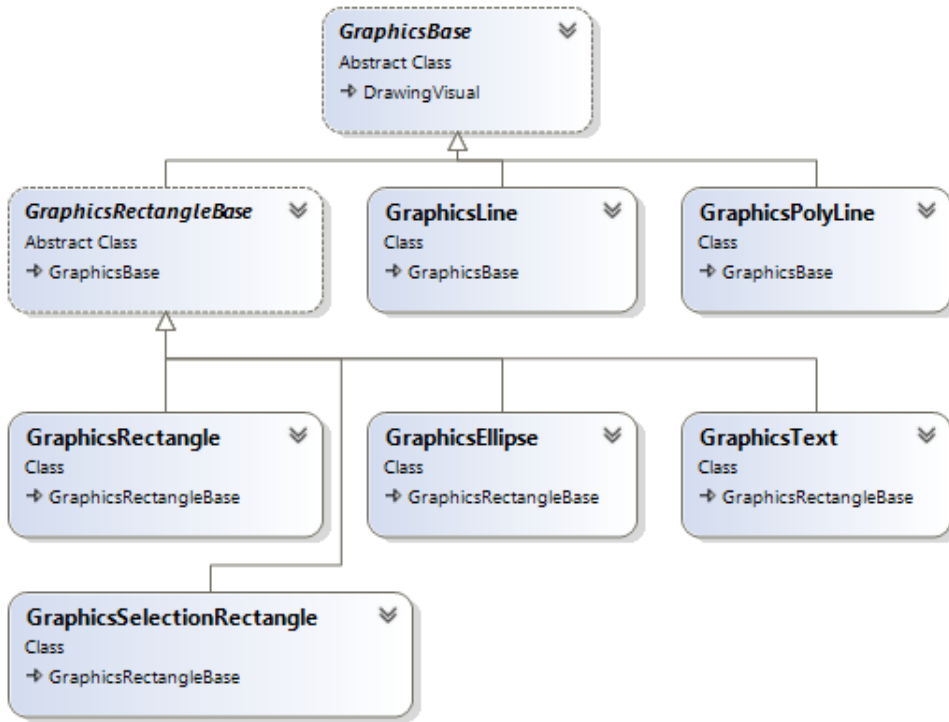 GraphicsBase
Abstract Class
DrawingVisual
GraphicsRectangleBase
Abstract Class
GraphicsBase
GraphicsLine
Class
GraphicsBase
GraphicsPolyLine
Class
GraphicsBase
GraphicsRectangle
Class
GraphicsRectangleBase
GraphicsEllipse
Class
GraphicsRectangleBase
GraphicsText
Class
GraphicsRectangleBase
GraphicsSelectionRectangle
Class
GraphicsRectangleBase